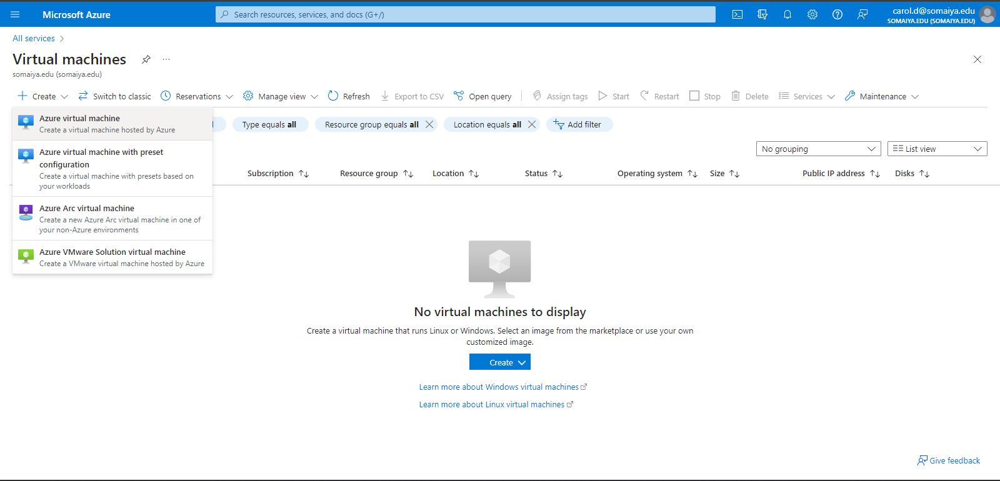 Microsoft Azure
Search resources, services, and docs (G+/)
carol.d@somaiya.edu
SOMAIYA.EDU (SOMAIYA.EDU)
All services
Virtual machines
somaiya.edu (somaiya.edu)
Create Switch to classic Reservations Manage view Refresh Export to CSV Open query Assign tags Start Restart Stop Delete Services Maintenance
Azure virtual machine
Create a virtual machine hosted by Azure
Azure virtual machine with preset
configuration
Create a virtual machine with presets based on
your workloads
Azure Arc virtual machine
Create a new Azure Arc virtual machine in one of
your non-Azure environments
Azure VMware Solution virtual machine
Create a VMware virtual machine hosted by Azure
Type equals all Resource group equals all Location equals all Add filter
No grouping List view
Subscription Resource group Location Status Operating system Size Public IP address Disks
No virtual machines to display
Create a virtual machine that runs Linux or Windows. Select an image from the marketplace or use your own
customized image.
Create
Learn more about Windows virtual machines
Learn more about Linux virtual machines
Give feedback